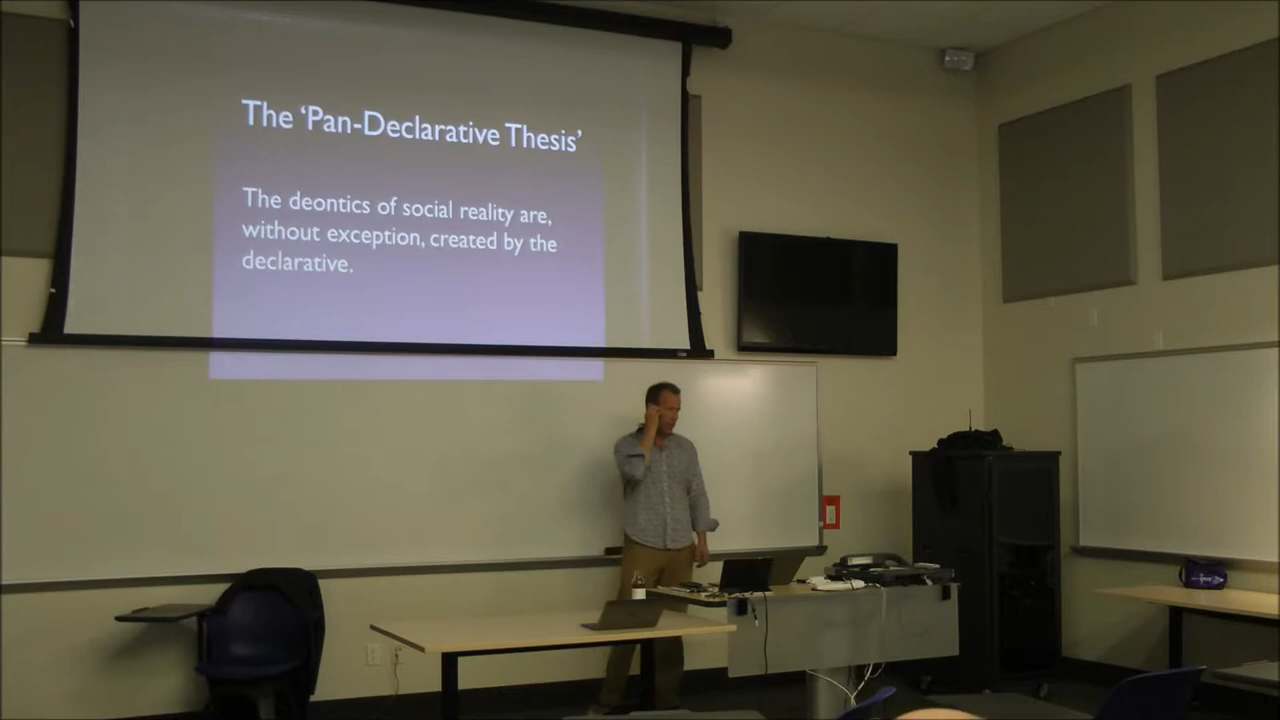 The ‘Pan-Declarative Thesis’
The deontics of social reality are,
without exception, created by the
declarative.